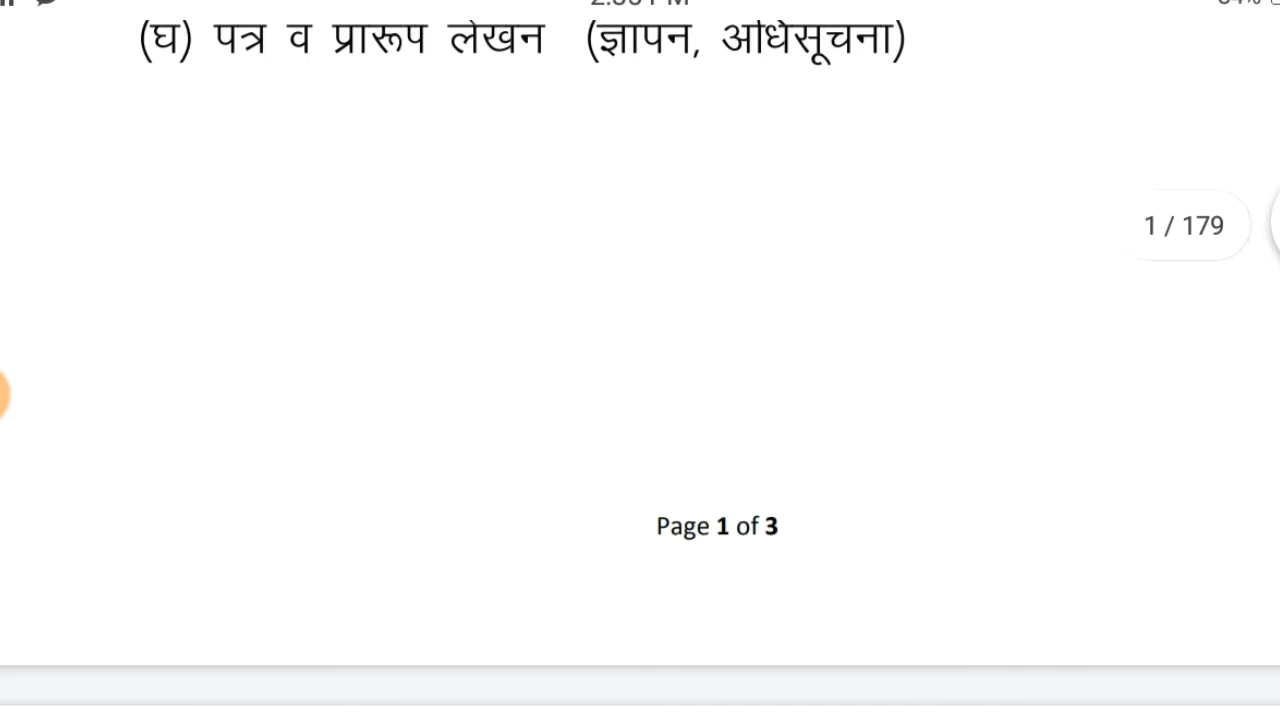 (घ) पत्र व प्रारूप लेखन (ज्ञापन, अधिसूचना)
1 / 179
Page 1 of 3